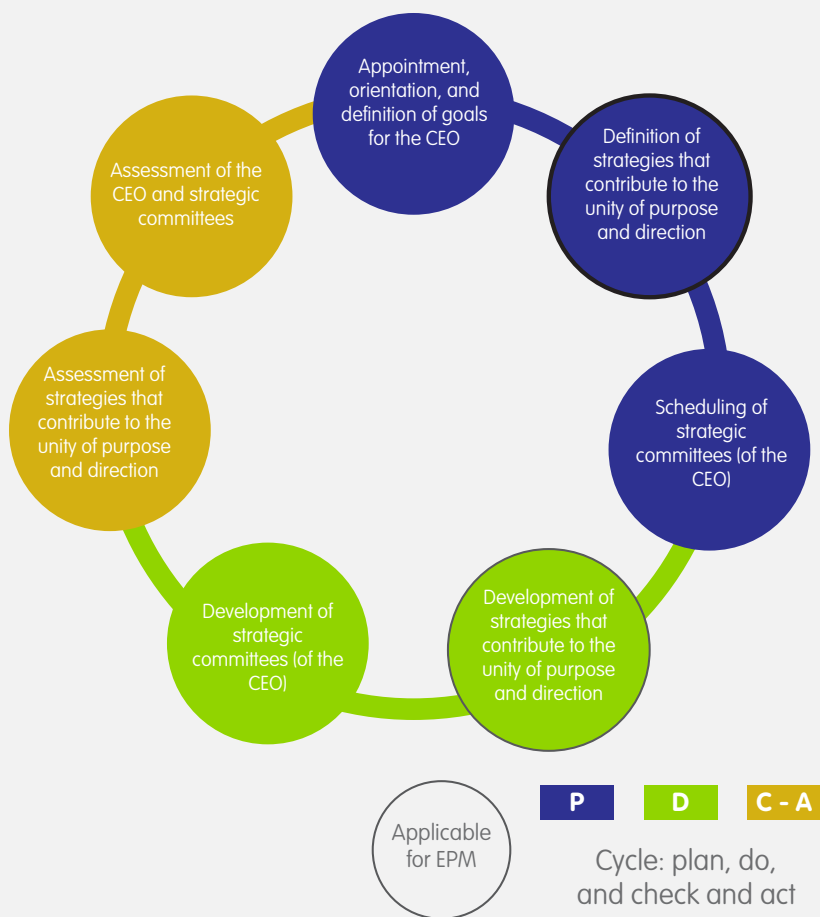 Appointment,
orientation, and
definition of goals
for the CEO
Definition of
strategies that
contribute to the
unity of purpose
and direction
Scheduling of
strategic
committees (of the
CEO)
Development of
strategies that
contribute to the
unity of purpose
and direction
Development of
strategic
committees (of the
CEO)
Assessment of
strategies that
contribute to the
unity of purpose
and direction
Assessment of the
CEO and strategic
committees
Applicable
for EPM
P
D
C - A
Cycle: plan, do,
and check and act